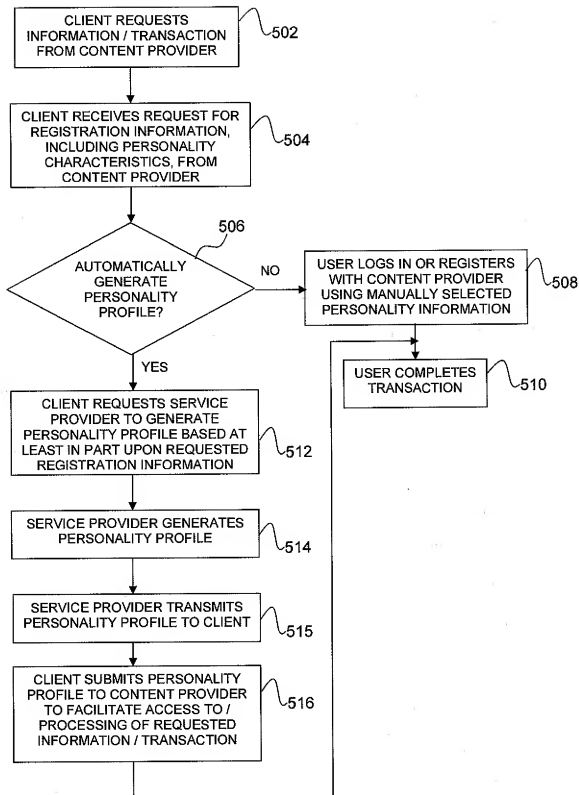 CLIENT REQUESTS
INFORMATION / TRANSACTION
FROM CONTENT PROVIDER
502
CLIENT RECEIVES REQUEST FOR
REGISTRATION INFORMATION,
INCLUDING PERSONALITY
CHARACTERISTICS, FROM
CONTENT PROVIDER
504
506
AUTOMATICALLY
GENERATE
PERSONALITY
PROFILE?
NO
USER LOGS IN OR REGISTERS
WITH CONTENT PROVIDER
USING MANUALLY SELECTED
PERSONALITY INFORMATION
508
YES
USER COMPLETES
TRANSACTION
510
CLIENT REQUESTS SERVICE
PROVIDER TO GENERATE
PERSONALITY PROFILE BASED AT
LEAST IN PART UPON REQUESTED
REGISTRATION INFORMATION
512
SERVICE PROVIDER GENERATES
PERSONALITY PROFILE
514
SERVICE PROVIDER TRANSMITS
PERSONALITY PROFILE TO CLIENT
515
CLIENT SUBMITS PERSONALITY
PROFILE TO CONTENT PROVIDER
TO FACILITATE ACCESS TO /
PROCESSING OF REQUESTED
INFORMATION / TRANSACTION
516